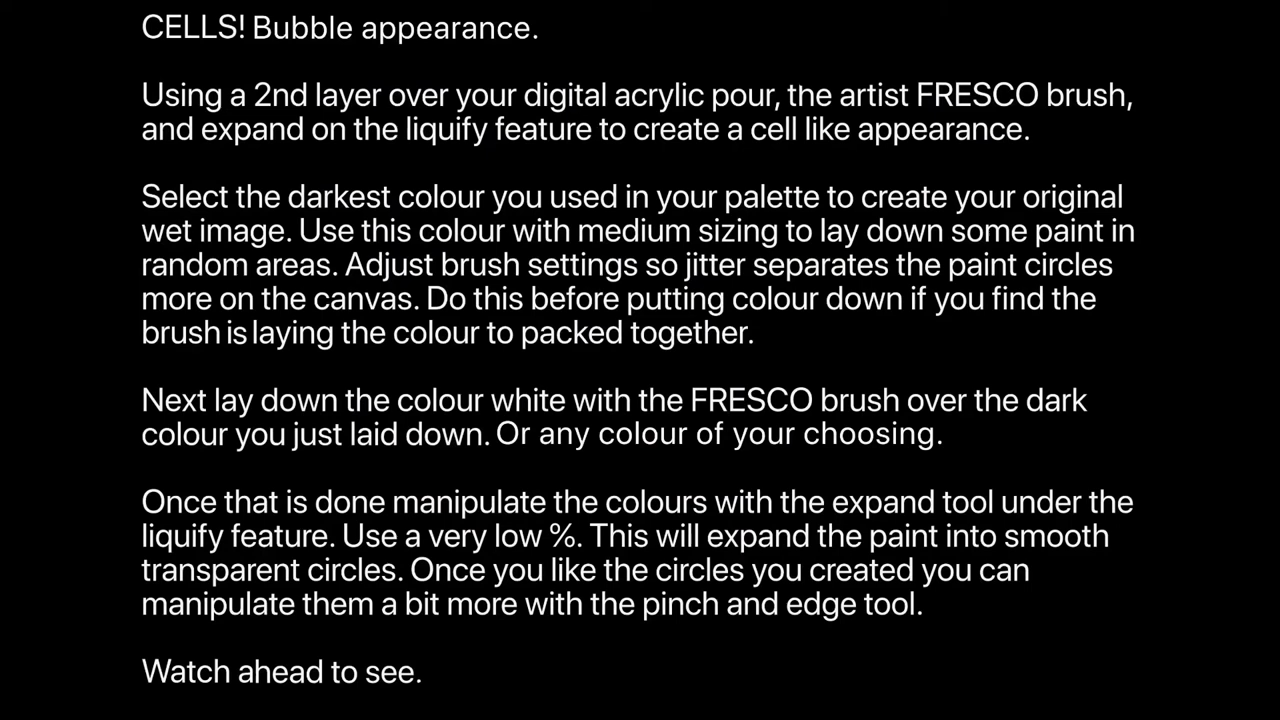 CELLS! Bubble appearance.
Using a 2nd layer over your digital acrylic pour, the artist FRESCO brush,
and expand on the liquify feature to create a cell like appearance.
Select the darkest colour you used in your palette to create your original
wet image. Use this colour with medium sizing to lay down some paint in
random areas. Adjust brush settings so jitter separates the paint circles
more on the canvas. Do this before putting colour down if you find the
brush is laying the colour to packed together.
Next lay down the colour white with the FRESCO brush over the dark
colour you just laid down. Or any colour of your choosing.
Once that is done manipulate the colours with the expand tool under the
liquify feature. Use a very low %. This will expand the paint into smooth
transparent circles. Once you like the circles you created you can
manipulate them a bit more with the pinch and edge tool.
Watch ahead to see.